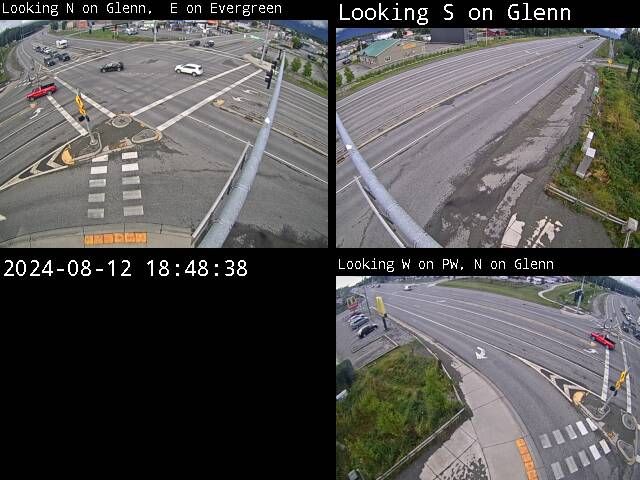 Looking N on Glenn, E on Evergreen
Looking S on Glenn
2024-08-12 18:48:38
Looking W on PW, N on Glenn